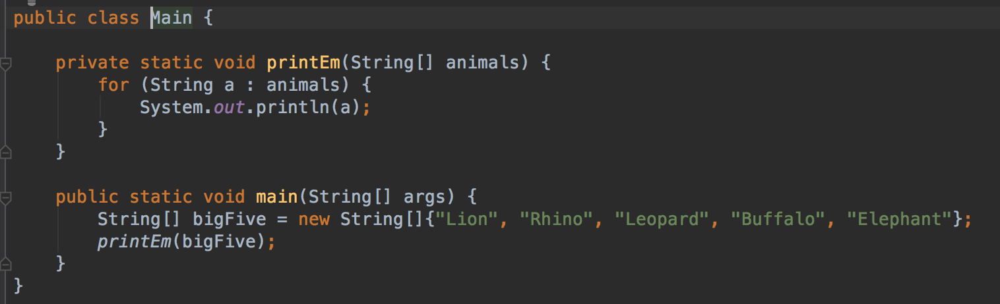 public class Main {
private static void printEm(String[] animals) {
for (String a : animals) {
System.out.println(a);
}
}
public static void main(String[] args) {
String[] bigFive = new String[]{"Lion", "Rhino", "Leopard", "Buffalo", "Elephant"};
printEm(bigFive);
}
}